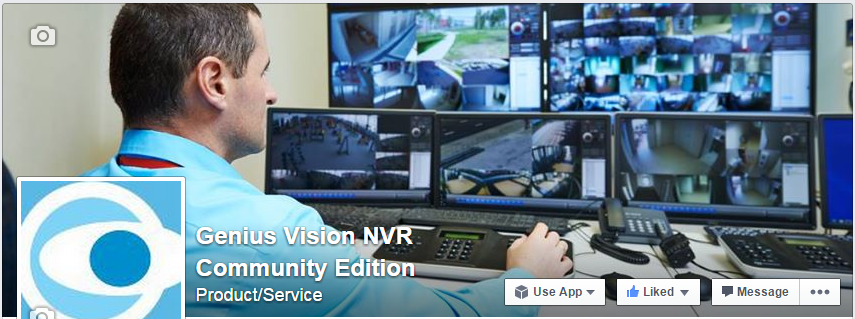 Genius Vision NVR
Community Edition
Product/Service
Use App
Liked
Message